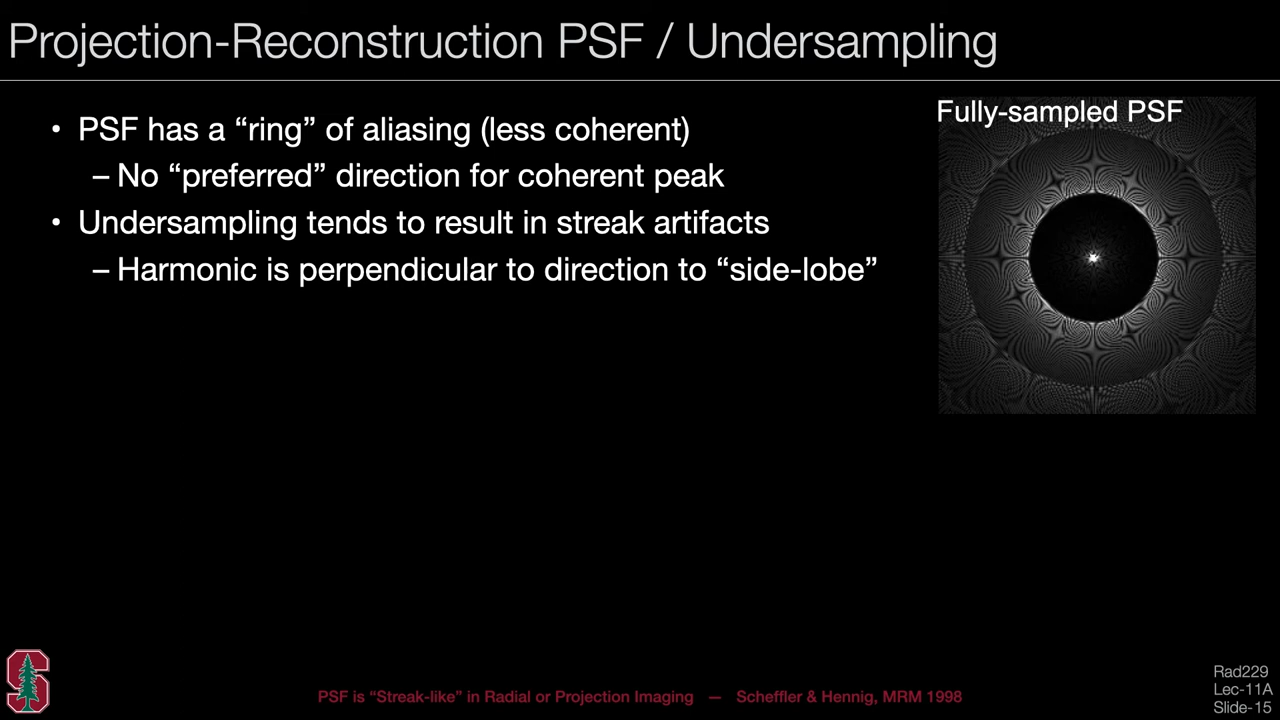 Projection-Reconstruction PSF / Undersampling
• PSF has a “ring” of aliasing (less coherent)
– No “preferred” direction for coherent peak
• Undersampling tends to result in streak artifacts
– Harmonic is perpendicular to direction to “side-lobe”
Fully-sampled PSF
S
PSF is “Streak-like” in Radial or Projection Imaging — Scheffler & Hennig, MRM 1998
Rad229
Lec-11A
Slide-15